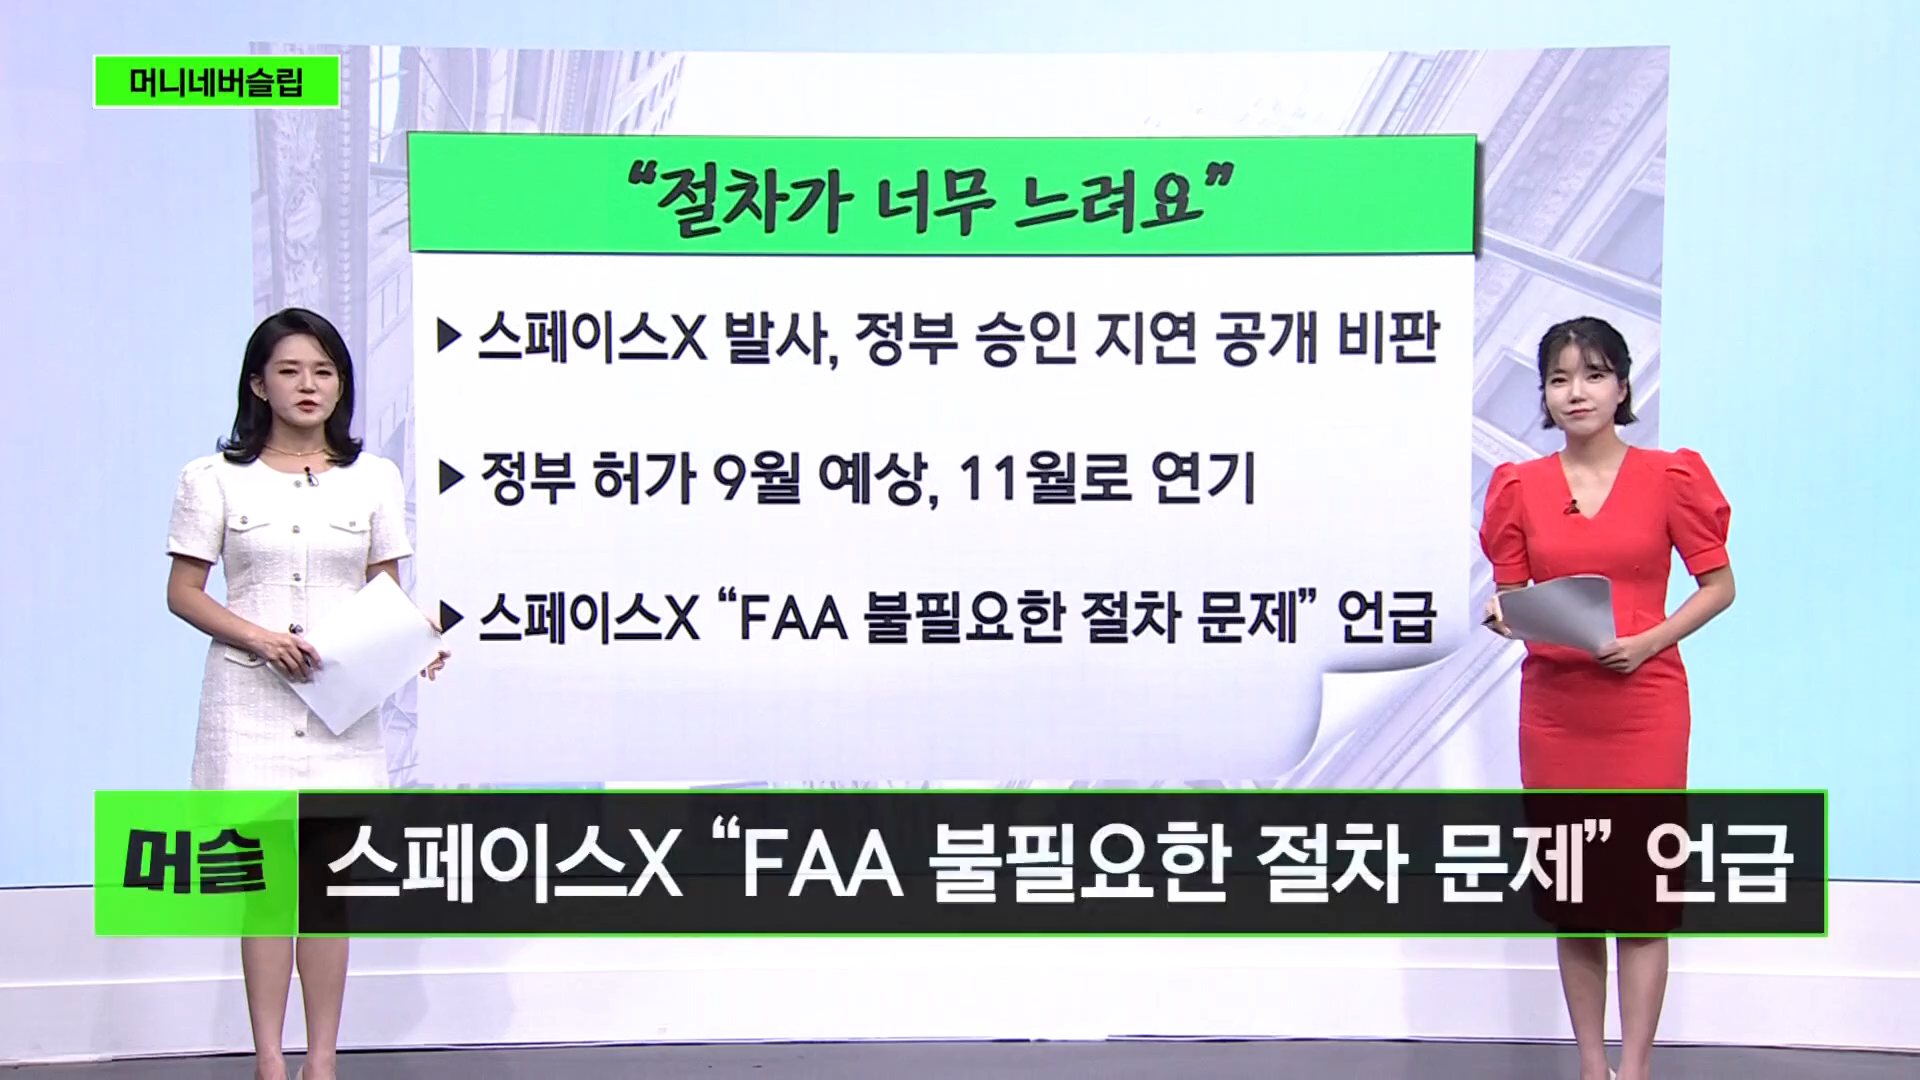 머니네버슬립
“절차가 너무 느려요”
▶ 스페이스X 발사, 정부 승인 지연 공개 비판
▶ 정부 허가 9월 예상, 11월로 연기
▶ 스페이스X “FAA 불필요한 절차 문제” 언급
머슬 스페이스X “FAA 불필요한 절차 문제” 언급